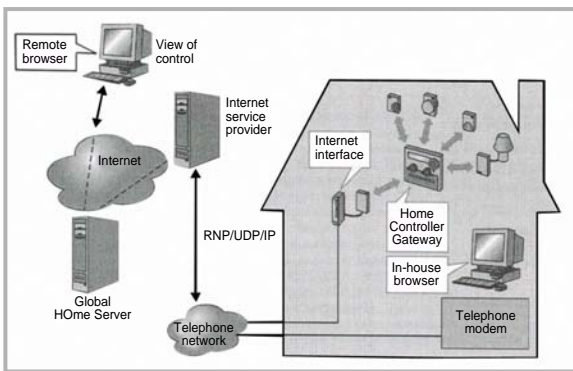 Remote
browser
View of
control
Internet
service
provider
Internet
Internet
interface
RNP/UDP/IP
Home
Controller
Gateway
In-house
browser
Global
HOme Server
Telephone
network
Telephone
modem